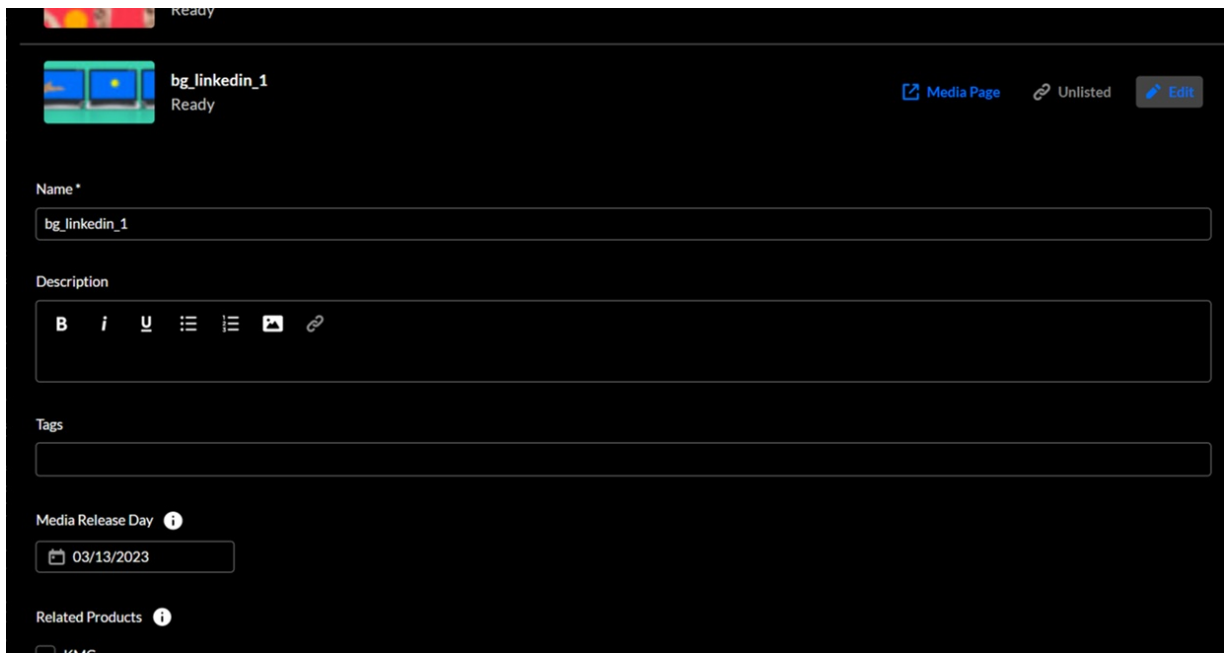 Ready
bg_linkedin_1
Ready
Media Page Unlisted Edit
Name *
bg_linkedin_1
Description
B i U
Tags
Media Release Day
03/13/2023
Related Products
KMC